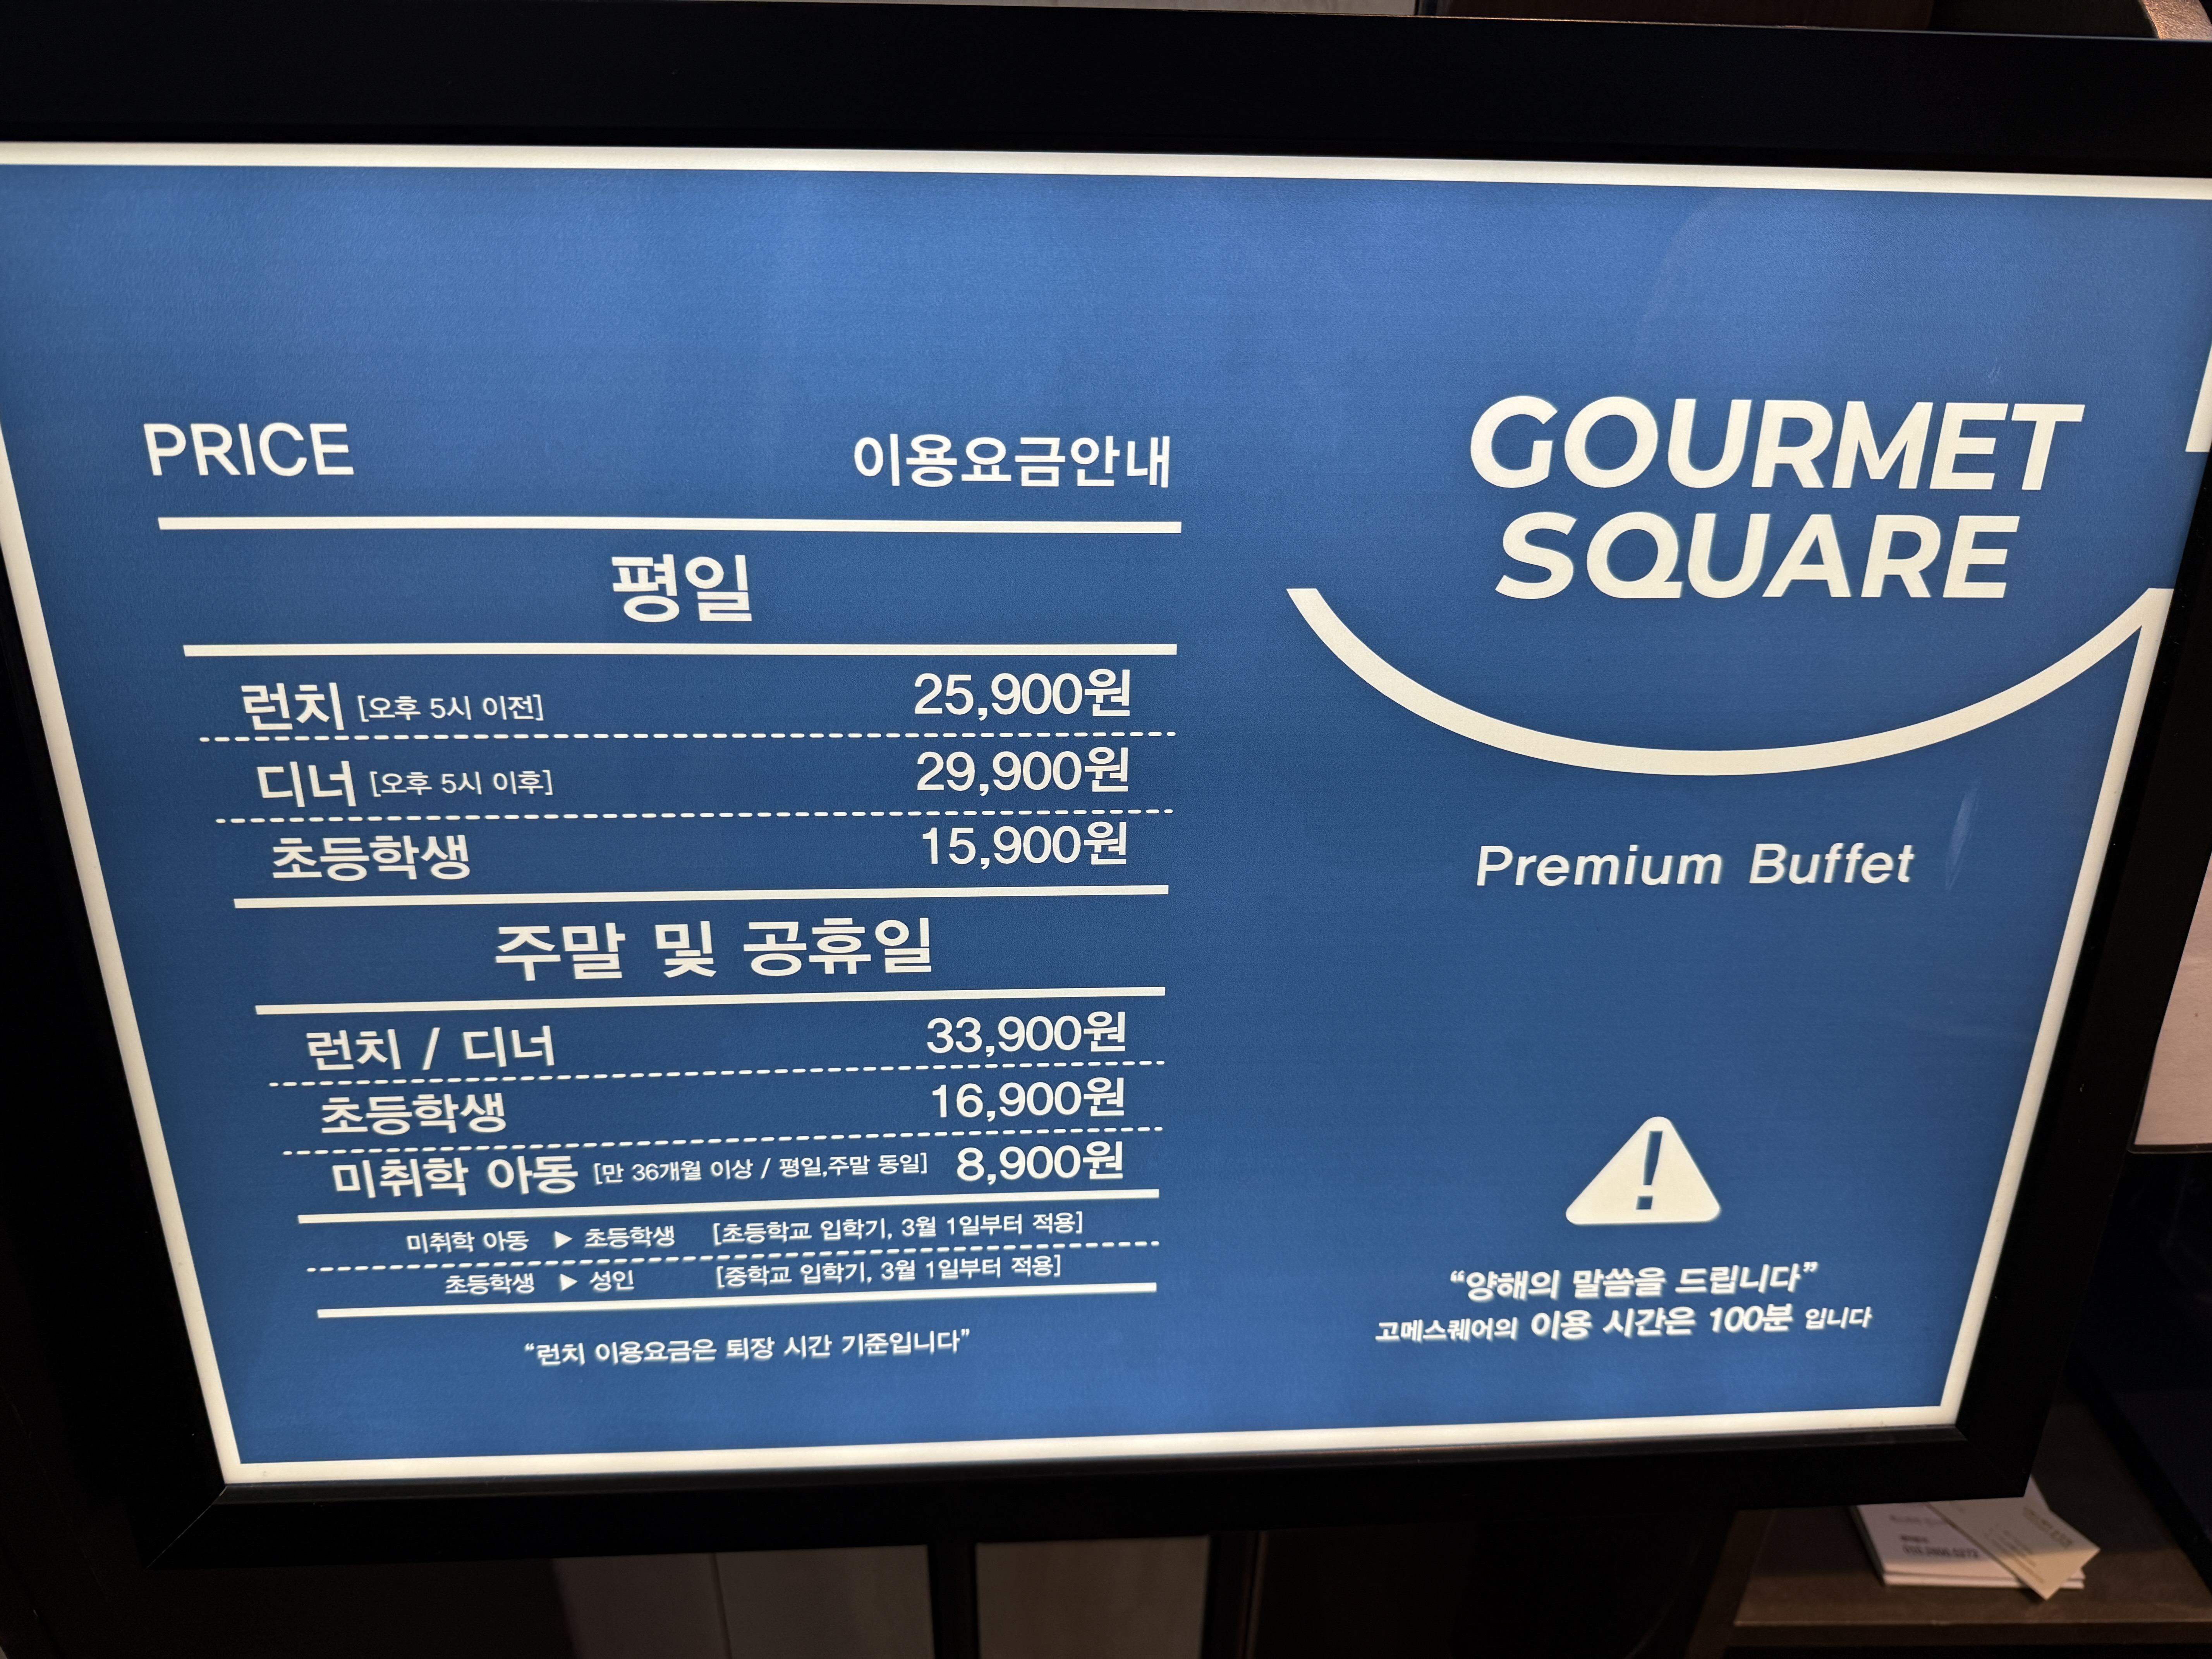 PRICE 이용요금안내
평일
런치 [오후 5시 이전] 25,900원
디너 [오후 5시 이후] 29,900원
초등학생 15,900원
주말 및 공휴일
런치 / 디너 33,900원
초등학생 16,900원
미취학 아동 [만 36개월 이상 / 평일,주말 동일] 8,900원
미취학 아동 ▶ 초등학생 [초등학교 입학기, 3월 1일부터 적용]
초등학생 ▶ 성인 [중학교 입학기, 3월 1일부터 적용]
“런치 이용요금은 퇴장 시간 기준입니다”
GOURMET
SQUARE
Premium Buffet
!
“양해의 말씀을 드립니다”
고메스퀘어의 이용 시간은 100분 입니다